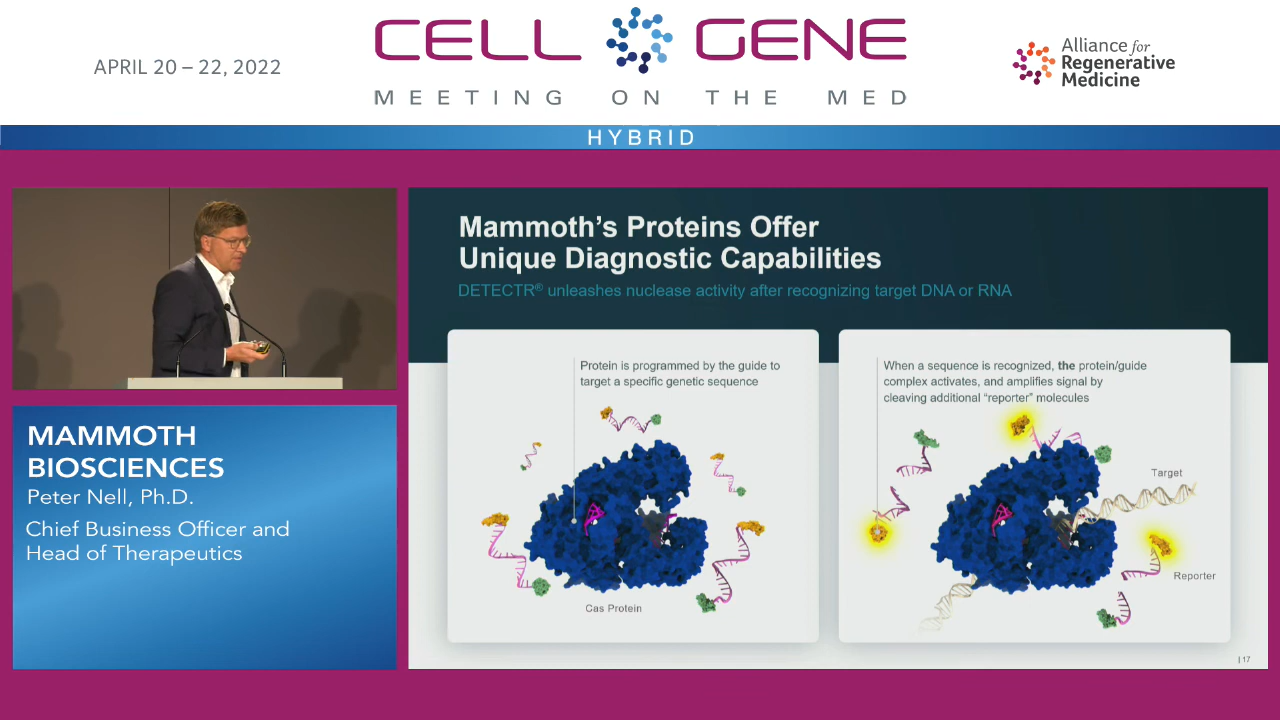 APRIL 20 – 22, 2022
CELL GENE
MEETING ON THE MED
Alliance for
Regenerative
Medicine
HYBRID
Mammoth's Proteins Offer
Unique Diagnostic Capabilities
DETECTR® unleashes nuclease activity after recognizing target DNA or RNA
Protein is programmed by the guide to
target a specific genetic sequence
Cas Protein
When a sequence is recognized, the protein/guide
complex activates, and amplifies signal by
cleaving additional “reporter” molecules
Target
Reporter
| 17
MAMMOTH
BIOSCIENCES
Peter Nell, Ph.D.
Chief Business Officer and
Head of Therapeutics